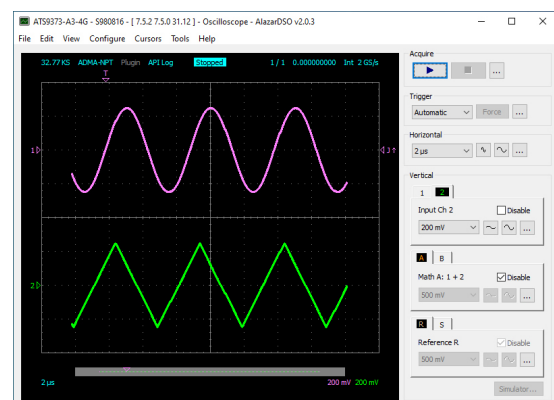 ATS9373-AMA-4G - S980816 - [ 7.5.2 7.5.0 31.12 ] - Oscilloscope - AlazarDSO v2.0.3
File Edit View Configure Cursors Tools Help
32.77 KS ADMA-NPT Plugin API Log Stopped 1 / 1 0.000000000 Int 2 GS/s
T
1
J
2
2 µs 200 mV 200 mV
Acquire
...
Trigger
Automatic Force ...
Horizontal
2 µs ...
Vertical
1 2
Input Ch 2 Disable
200 mV ...
A B
Math A: 1 + 2 Disable
500 mV ...
R S
Reference R Disable
500 mV ...
Simulator...